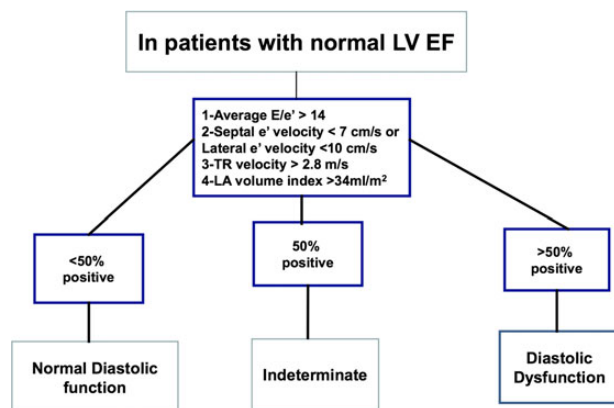 In patients with normal LV EF
1-Average E/e' > 14
2-Septal e' velocity < 7 cm/s or
Lateral e' velocity <10 cm/s
3-TR velocity > 2.8 m/s
4-LA volume index >34ml/m²
<50%
positive
50%
positive
>50%
positive
Normal Diastolic
function
Indeterminate
Diastolic
Dysfunction